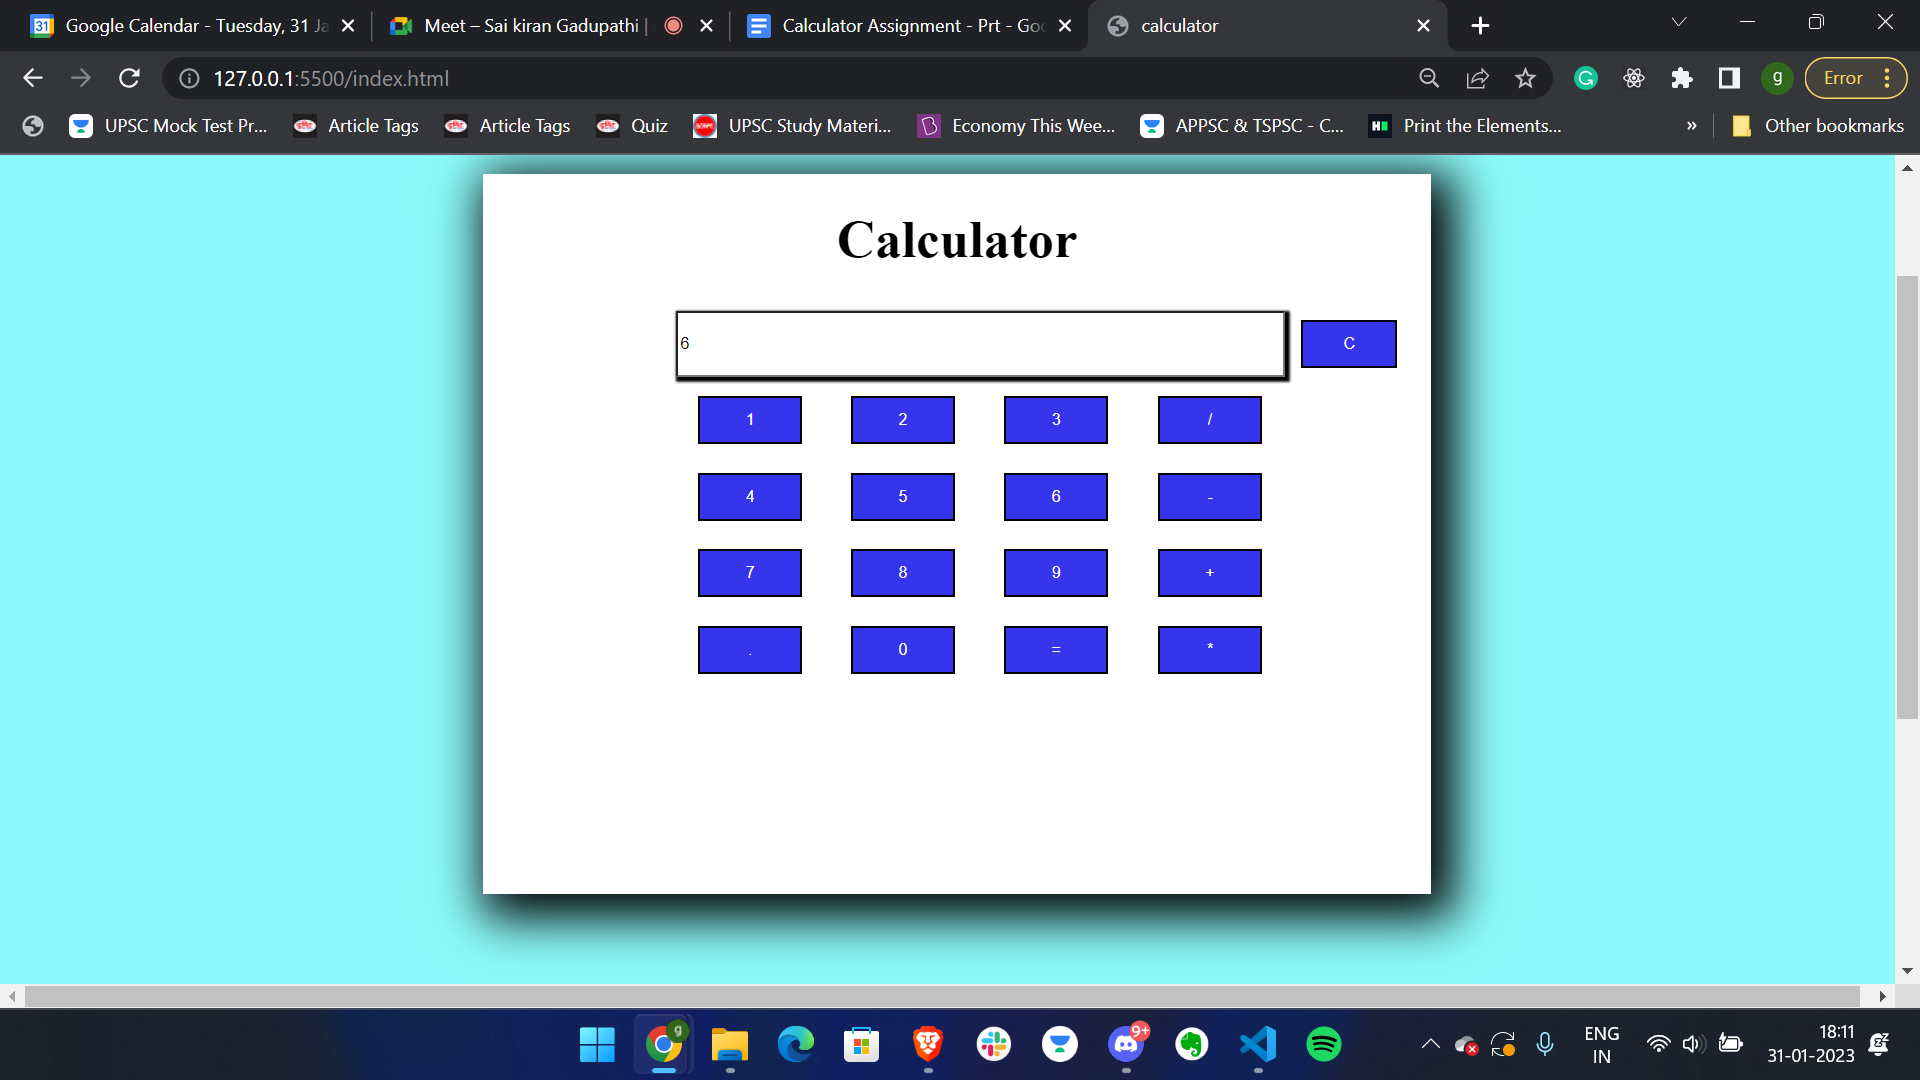 31 Google Calendar - Tuesday, 31 Ja
Meet – Sai kiran Gadupathi |
Calculator Assignment - Prt - Goo
calculator
127.0.0.1:5500/index.html
g
Error
UPSC Mock Test Pr...
Article Tags
Article Tags
Quiz
UPSC Study Materi...
Economy This Wee...
APPSC & TSPSC - C...
Print the Elements...
»
Other bookmarks
Calculator
6
C
1 2 3 /
4 5 6 -
7 8 9 +
. 0 = *
g
9+
ENG
IN
18:11
31-01-2023